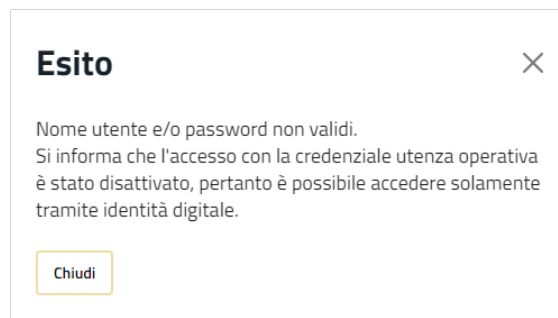 Esito
Nome utente e/o password non validi.
Si informa che l'accesso con la credenziale utenza operativa
è stato disattivato, pertanto è possibile accedere solamente
tramite identità digitale.
Chiudi